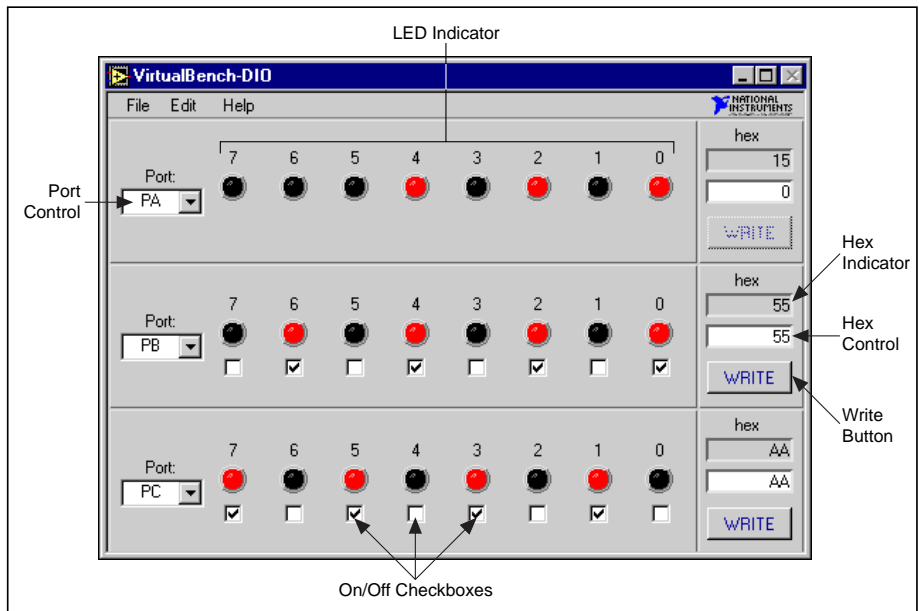 LED Indicator
VirtualBench-DIO
File Edit Help
NATIONAL
INSTRUMENTS
Port Control
Port:
PA
7 6 5 4 3 2 1 0
hex
15
0
WRITE
Port:
PB
7 6 5 4 3 2 1 0
hex
55
55
WRITE
Hex
Indicator
Hex
Control
Write
Button
Port:
PC
7 6 5 4 3 2 1 0
hex
AA
AA
WRITE
On/Off Checkboxes